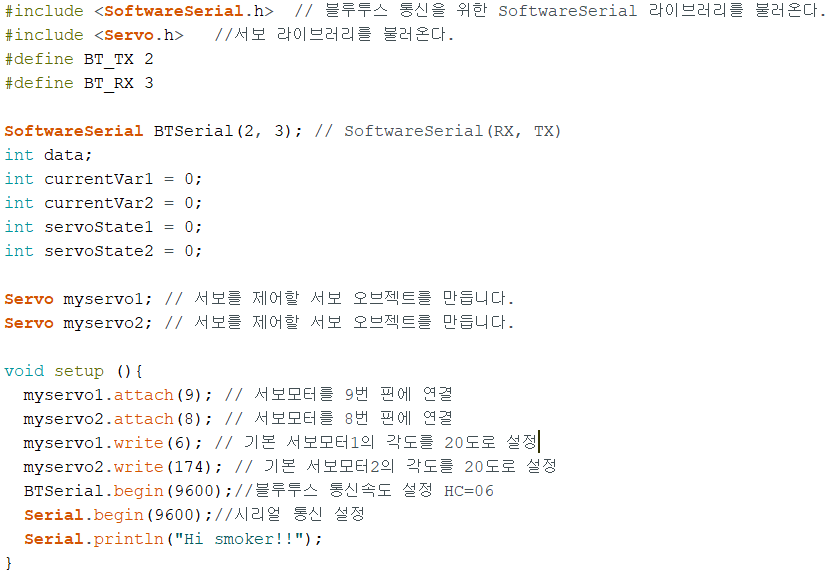 #include <SoftwareSerial.h>  // 블루투스 통신을 위한 SoftwareSerial 라이브러리를 불러온다.
#include <Servo.h>   //서보 라이브러리를 불러온다.
#define BT_TX 2
#define BT_RX 3
SoftwareSerial BTSerial(2, 3); // SoftwareSerial(RX, TX)
int data;
int currentVar1 = 0;
int currentVar2 = 0;
int servoState1 = 0;
int servoState2 = 0;
Servo myservo1; // 서보를 제어할 서보 오브젝트를 만듭니다.
Servo myservo2; // 서보를 제어할 서보 오브젝트를 만듭니다.
void setup (){
  myservo1.attach(9); // 서보모터를 9번 핀에 연결
  myservo2.attach(8); // 서보모터를 8번 핀에 연결
  myservo1.write(6); // 기본 서보모터1의 각도를 20도로 설정
  myservo2.write(174); // 기본 서보모터2의 각도를 20도로 설정
  BTSerial.begin(9600);//블루투스 통신속도 설정 HC=06
  Serial.begin(9600);//시리얼 통신 설정
  Serial.println("Hi smoker!!");
}